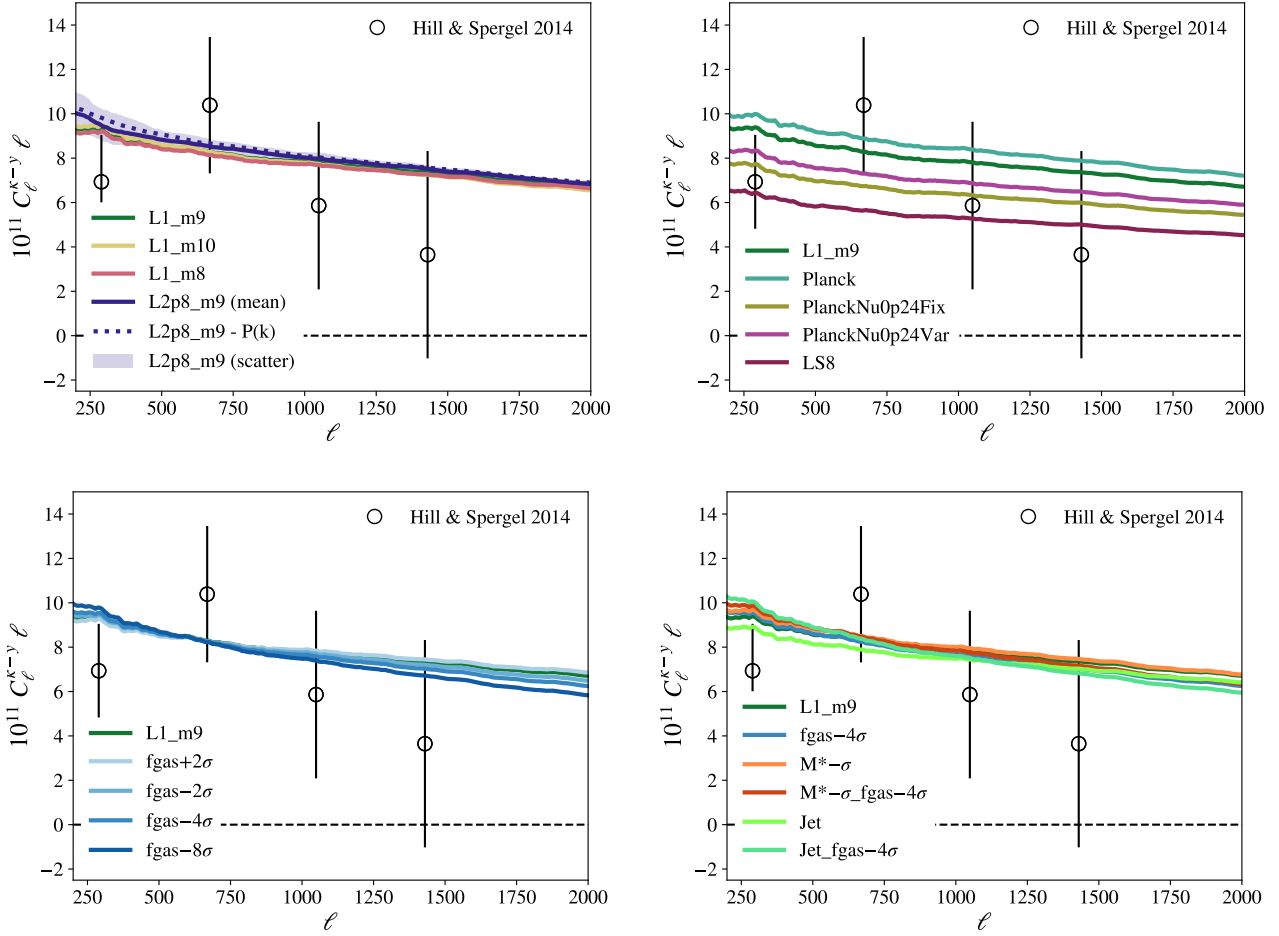 Hill & Spergel 2014
10¹¹ C_ℓ^{κ−y} ℓ
14
12
10
8
6
4
2
0
−2
L1_m9
L1_m10
L1_m8
L2p8_m9 (mean)
L2p8_m9 - P(k)
L2p8_m9 (scatter)
250 500 750 1000 1250 1500 1750 2000
ℓ
Hill & Spergel 2014
10¹¹ C_ℓ^{κ−y} ℓ
14
12
10
8
6
4
2
0
−2
L1_m9
Planck
PlanckNu0p24Fix
PlanckNu0p24Var
LS8
250 500 750 1000 1250 1500 1750 2000
ℓ
Hill & Spergel 2014
10¹¹ C_ℓ^{κ−y} ℓ
14
12
10
8
6
4
2
0
−2
L1_m9
fgas+2σ
fgas−2σ
fgas−4σ
fgas−8σ
250 500 750 1000 1250 1500 1750 2000
ℓ
Hill & Spergel 2014
10¹¹ C_ℓ^{κ−y} ℓ
14
12
10
8
6
4
2
0
−2
L1_m9
fgas−4σ
M*−σ
M*−σ_fgas−4σ
Jet
Jet_fgas−4σ
250 500 750 1000 1250 1500 1750 2000
ℓ